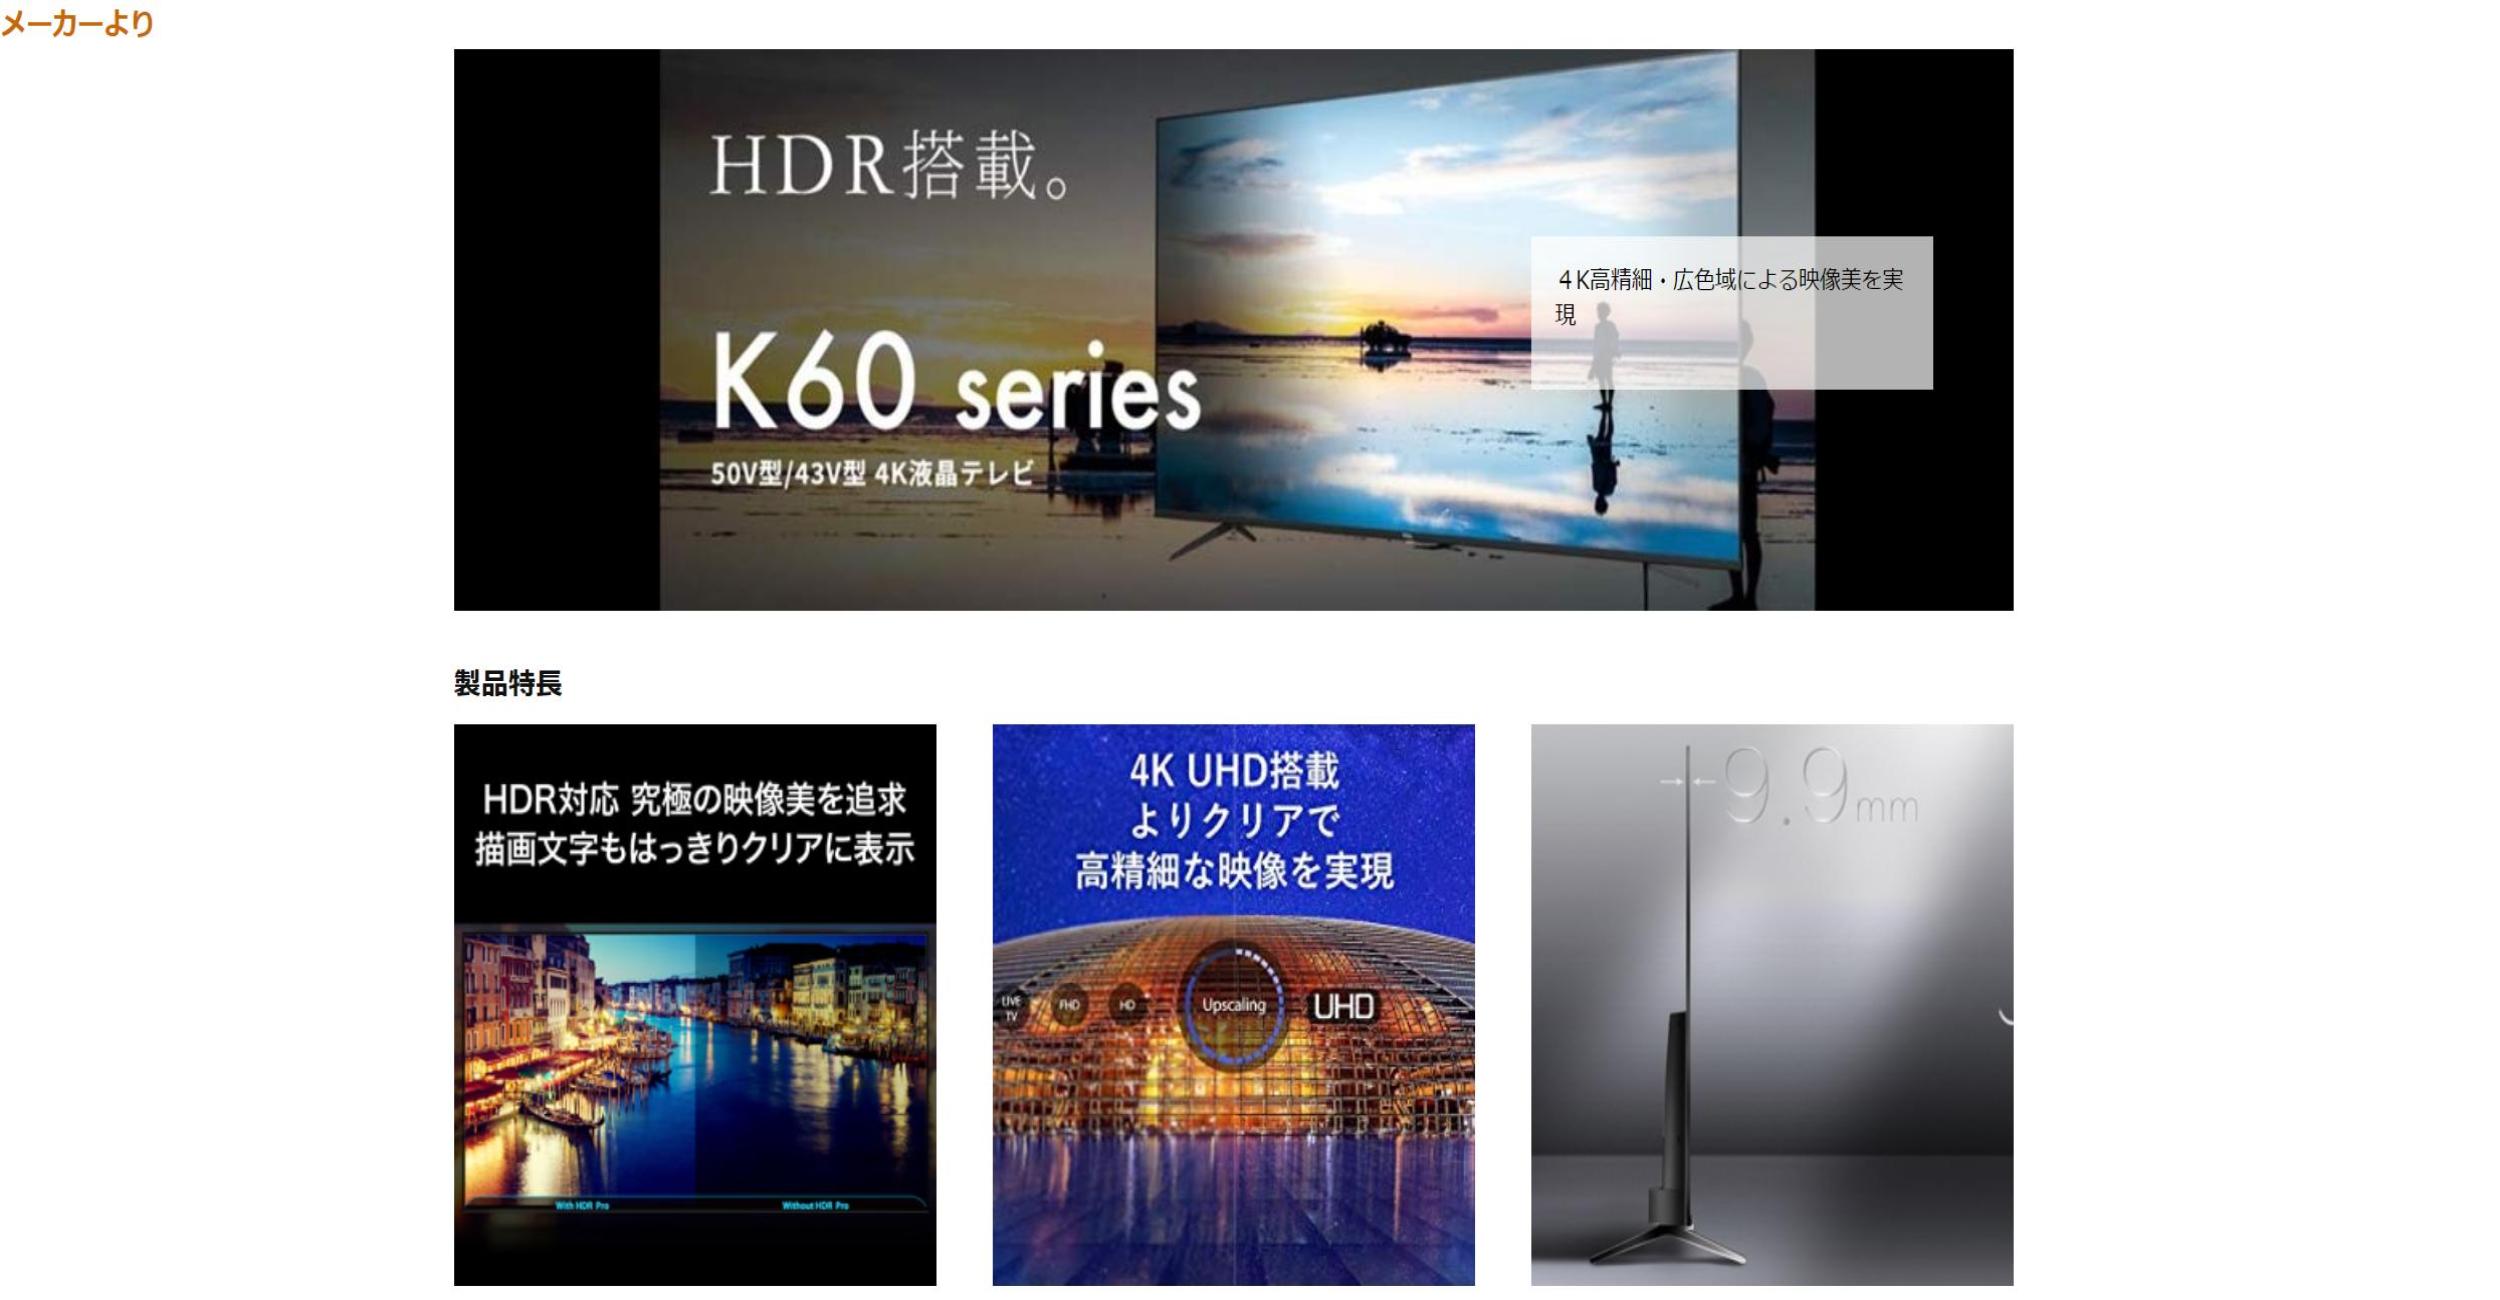 メーカーより
HDR搭載。
K60 series
50V型/43V型 4K液晶テレビ
４K高精細・広色域による映像美を実
現
製品特長
HDR対応 究極の映像美を追求
描画文字もはっきりクリアに表示
With HDR Pro
Without HDR Pro
4K UHD搭載
よりクリアで
高精細な映像を実現
LIVE
TV
FHD
HD
Upscaling
UHD
9.9mm